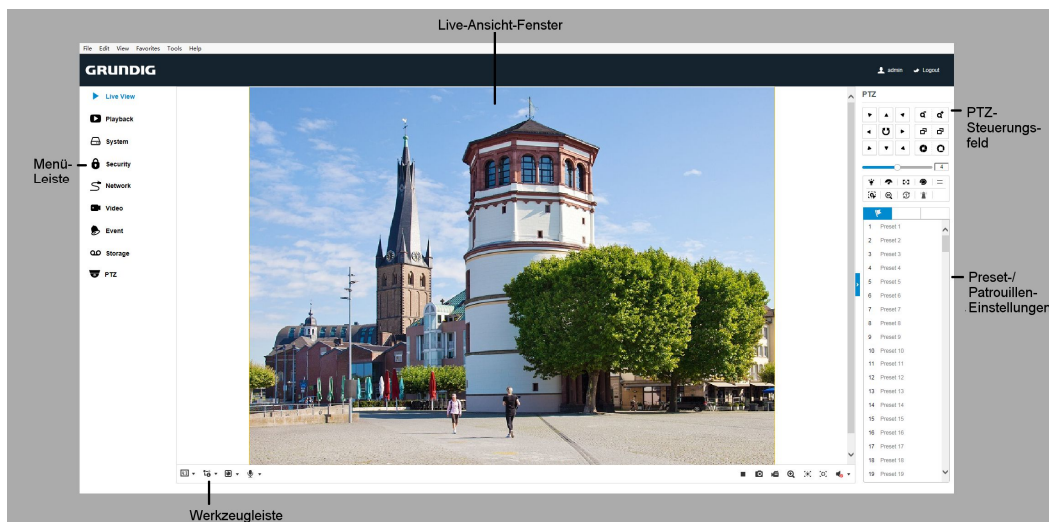 Live-Ansicht-Fenster
File Edit View Favorites Tools Help
GRUNDIG
admin Logout
Live View
Playback
System
Security
Network
Video
Event
Storage
PTZ
Menü-
Leiste
PTZ
4
PTZ-
Steuerungs-
feld
1 Preset 1
2 Preset 2
3 Preset 3
4 Preset 4
5 Preset 5
6 Preset 6
7 Preset 7
8 Preset 8
9 Preset 9
10 Preset 10
11 Preset 11
12 Preset 12
13 Preset 13
14 Preset 14
15 Preset 15
16 Preset 16
17 Preset 17
18 Preset 18
19 Preset 19
Preset-/
Patrouillen-
Einstellungen
Werkzeugleiste